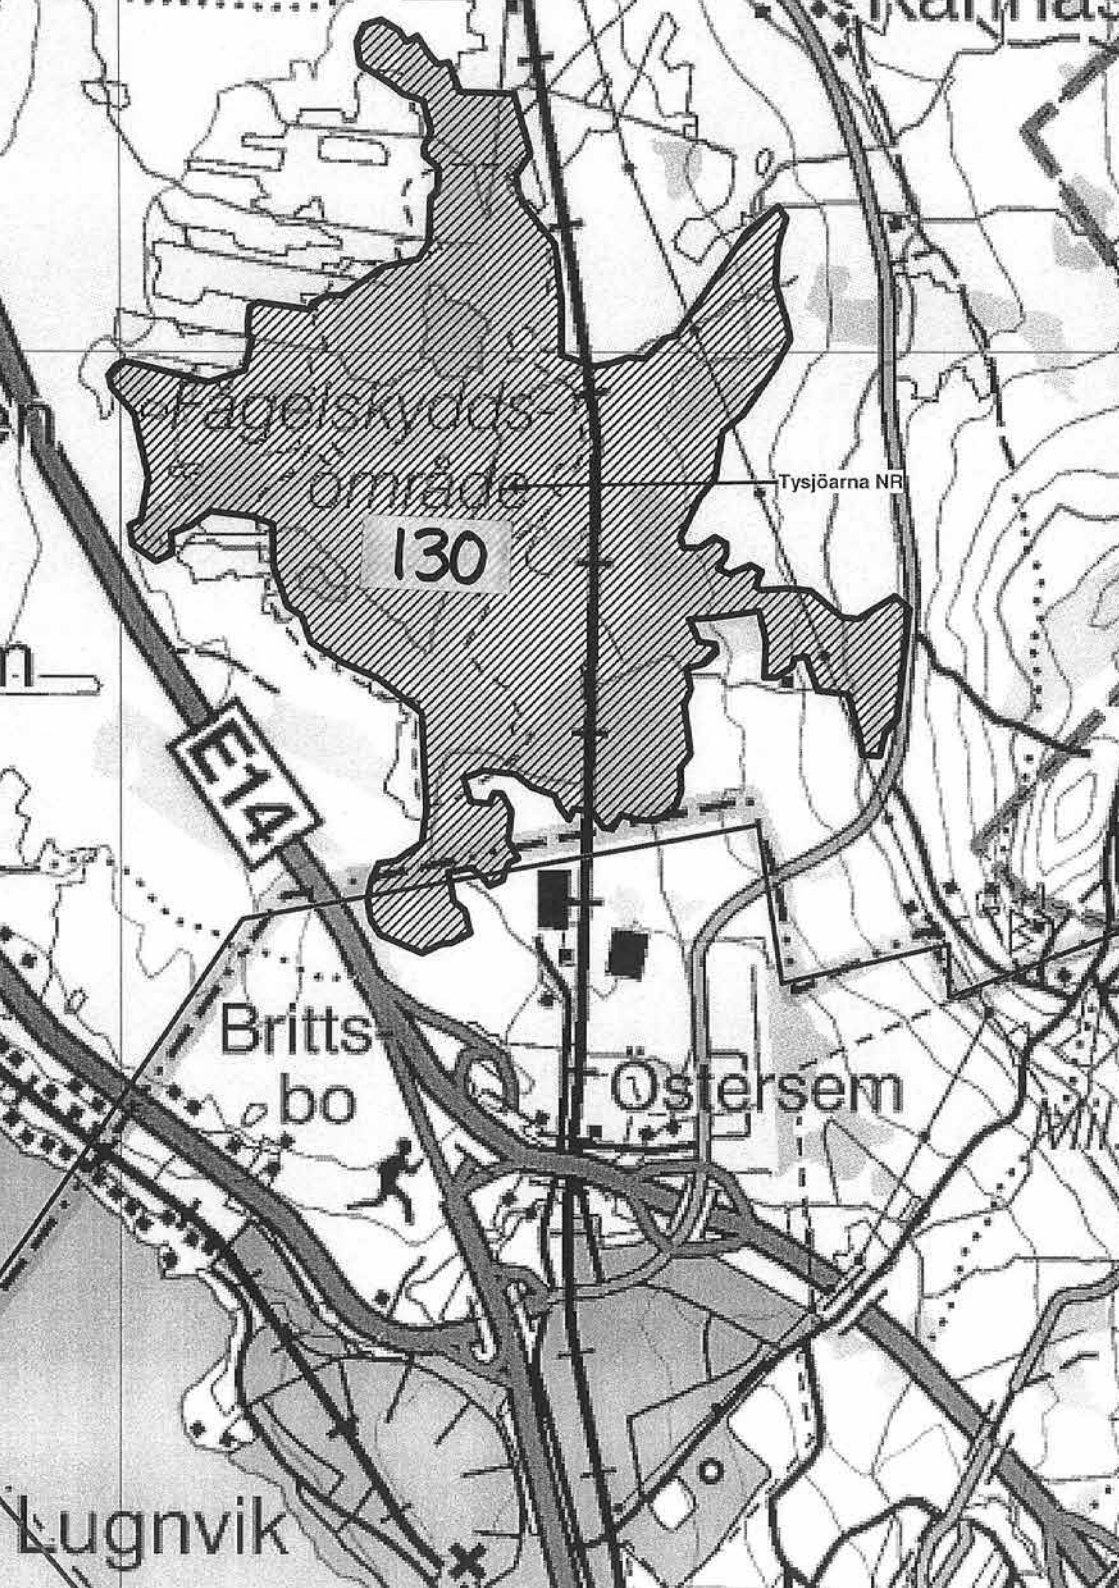 Fågelskydds-
område
Tysjöarna NR
130
E14
Britts-
bo
Östersem
Lugnvik